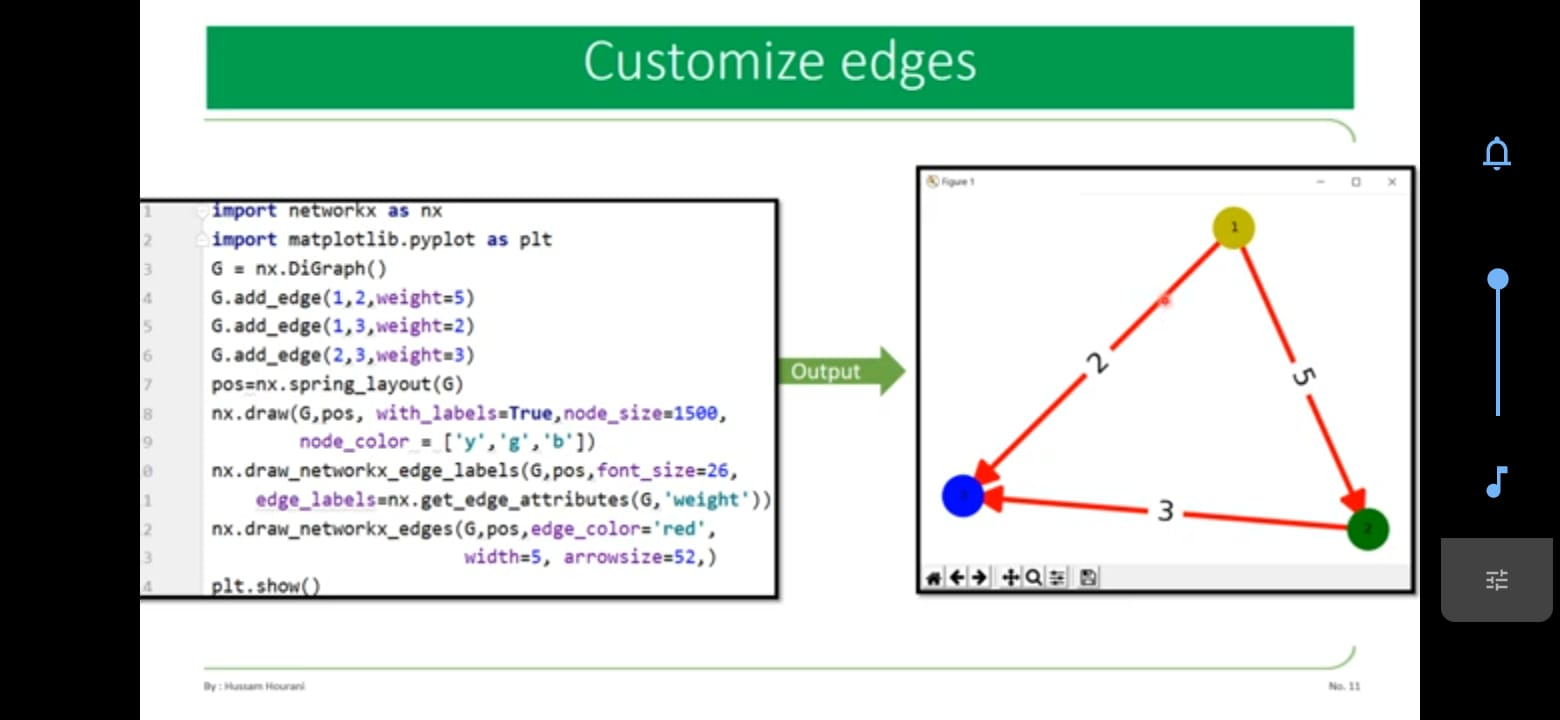 Customize edges
1 import networkx as nx
2 import matplotlib.pyplot as plt
3 G = nx.DiGraph()
4 G.add_edge(1,2,weight=5)
5 G.add_edge(1,3,weight=2)
6 G.add_edge(2,3,weight=3)
7 pos=nx.spring_layout(G)
8 nx.draw(G,pos, with_labels=True,node_size=1500,
9 node_color = ['y','g','b'])
0 nx.draw_networkx_edge_labels(G,pos,font_size=26,
1 edge_labels=nx.get_edge_attributes(G,'weight'))
2 nx.draw_networkx_edges(G,pos,edge_color='red',
3 width=5, arrowsize=52,)
4 plt.show()
Output
Figure 1
1
2
5
3
2
By : Hussam Hourani
No. 11